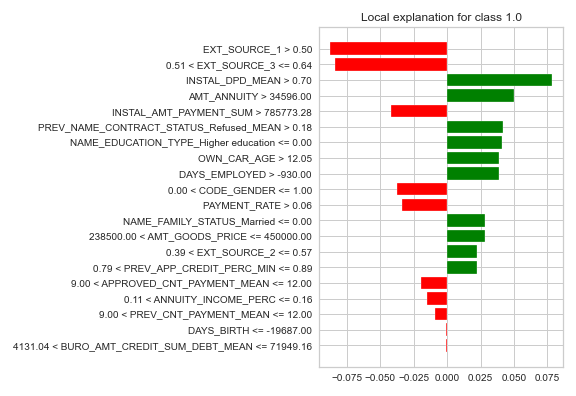 Local explanation for class 1.0
EXT_SOURCE_1 > 0.50
0.51 < EXT_SOURCE_3 <= 0.64
INSTAL_DPD_MEAN > 0.70
AMT_ANNUITY > 34596.00
INSTAL_AMT_PAYMENT_SUM > 785773.28
PREV_NAME_CONTRACT_STATUS_Refused_MEAN > 0.18
NAME_EDUCATION_TYPE_Higher education <= 0.00
OWN_CAR_AGE > 12.05
DAYS_EMPLOYED > -930.00
0.00 < CODE_GENDER <= 1.00
PAYMENT_RATE > 0.06
NAME_FAMILY_STATUS_Married <= 0.00
238500.00 < AMT_GOODS_PRICE <= 450000.00
0.39 < EXT_SOURCE_2 <= 0.57
0.79 < PREV_APP_CREDIT_PERC_MIN <= 0.89
9.00 < APPROVED_CNT_PAYMENT_MEAN <= 12.00
0.11 < ANNUITY_INCOME_PERC <= 0.16
9.00 < PREV_CNT_PAYMENT_MEAN <= 12.00
DAYS_BIRTH <= -19687.00
4131.04 < BURO_AMT_CREDIT_SUM_DEBT_MEAN <= 71949.16
−0.075 −0.050 −0.025 0.000 0.025 0.050 0.075